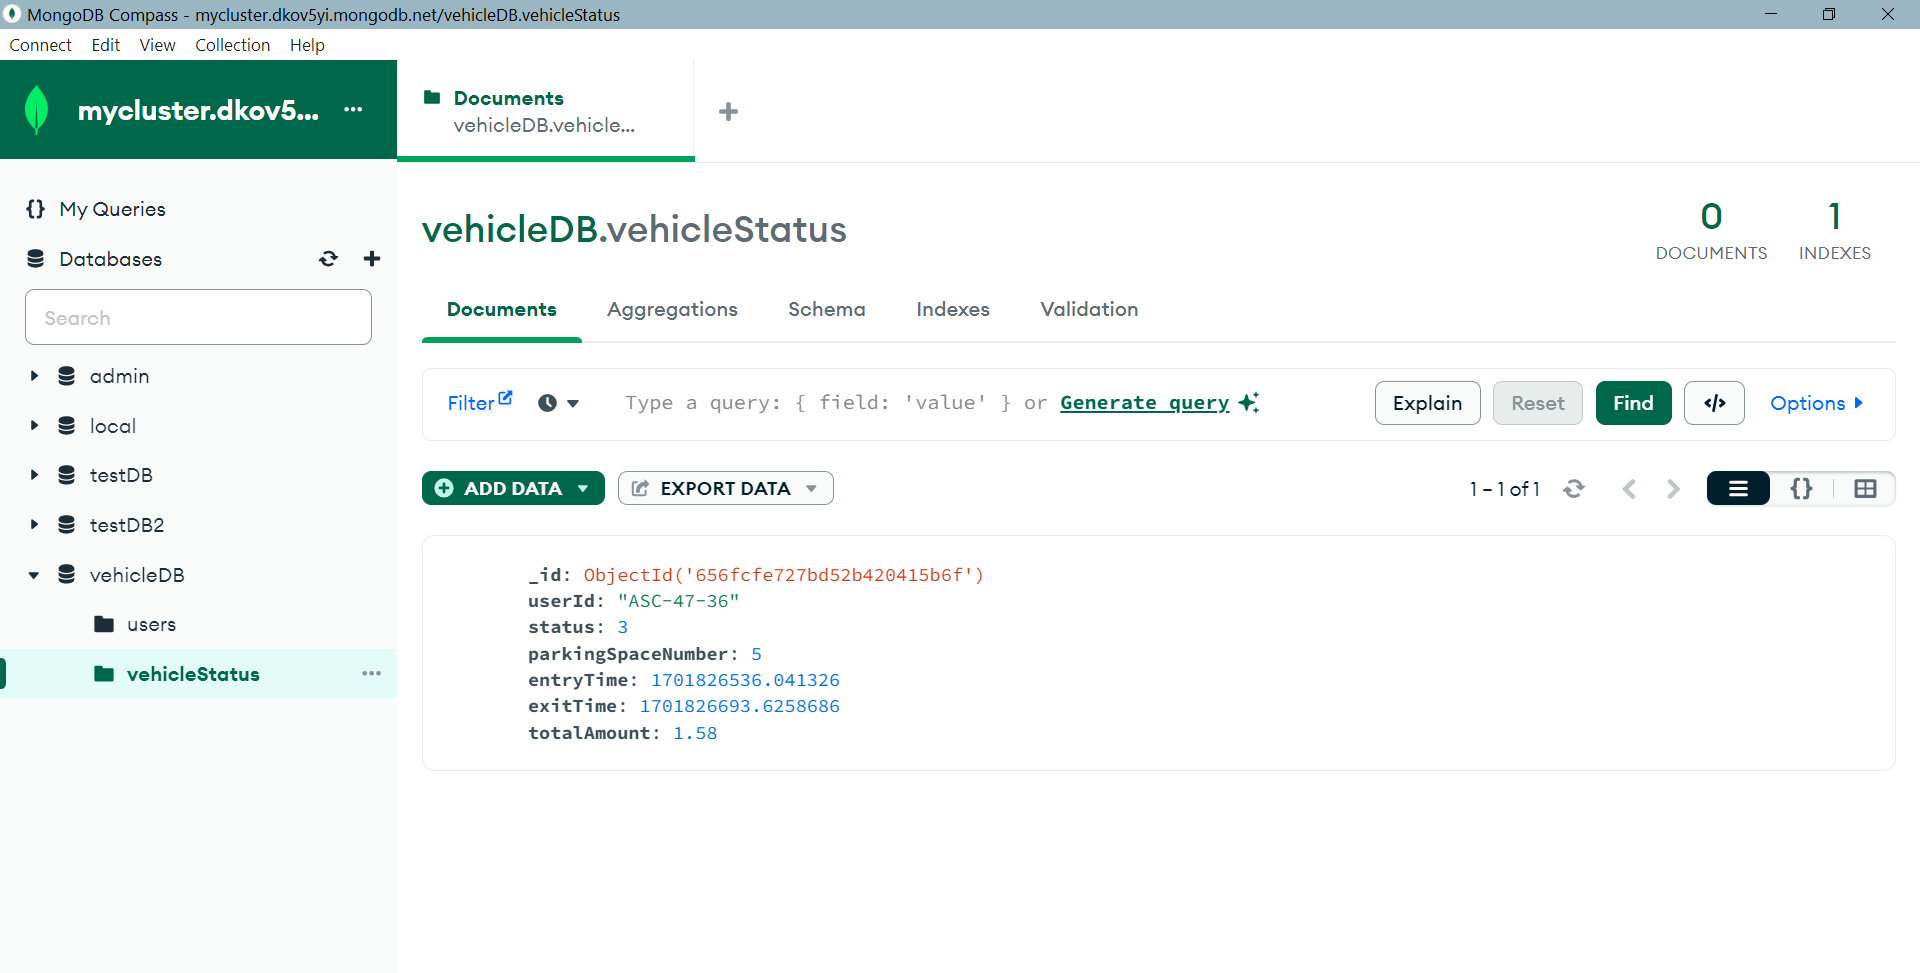 MongoDB Compass - mycluster.dkov5yi.mongodb.net/vehicleDB.vehicleStatus
Connect Edit View Collection Help
mycluster.dkov5... ...
Documents
vehicleDB.vehicle...
My Queries
Databases
Search
admin
local
testDB
testDB2
vehicleDB
users
vehicleStatus
vehicleDB.vehicleStatus
0
DOCUMENTS
1
INDEXES
Documents Aggregations Schema Indexes Validation
Filter Type a query: { field: 'value' } or Generate query Explain Reset Find </> Options
ADD DATA EXPORT DATA 1 – 1 of 1 {}
_id: ObjectId('656fcfe727bd52b420415b6f')
userId: "ASC-47-36"
status: 3
parkingSpaceNumber: 5
entryTime: 1701826536.041326
exitTime: 1701826693.6258686
totalAmount: 1.58